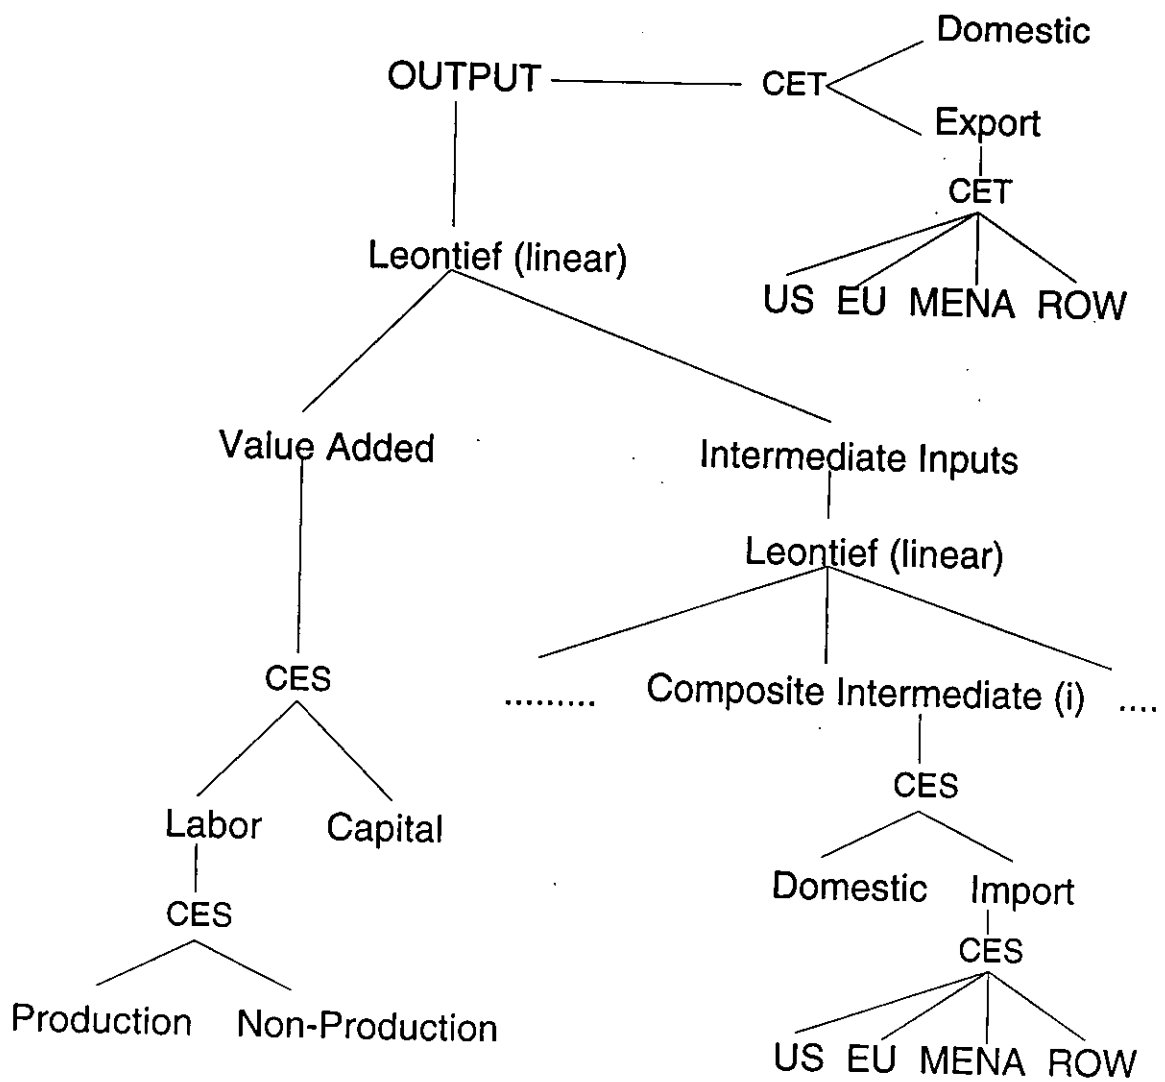 Domestic
OUTPUT CET
Export
CET
Leontief (linear)
US EU MENA ROW
Value Added Intermediate Inputs
Leontief (linear)
CES
......... Composite Intermediate (i) ....
CES
Labor Capital
Domestic Import
CES
CES
Production Non-Production
US EU MENA ROW